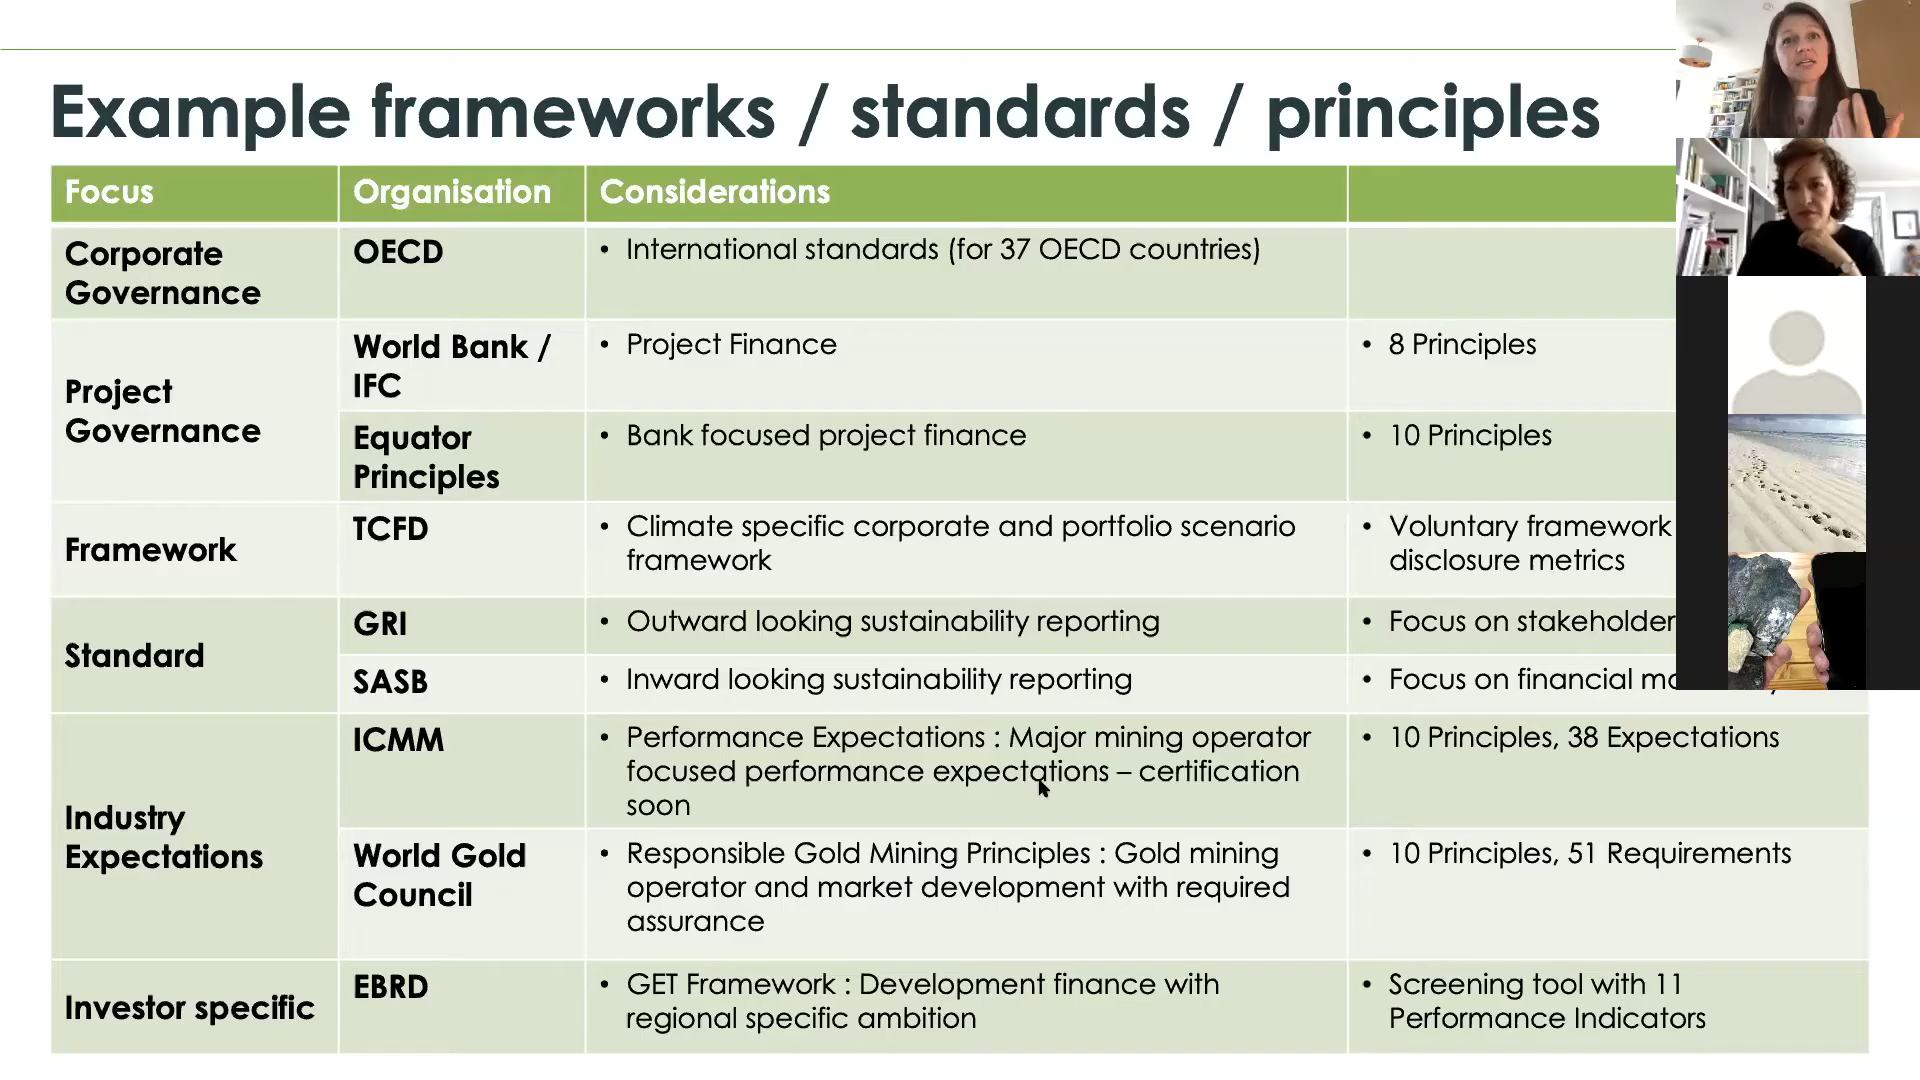 Example frameworks / standards / principles
Focus
Organisation
Considerations
Corporate
Governance
OECD
• International standards (for 37 OECD countries)
Project
Governance
World Bank /
IFC
• Project Finance
• 8 Principles
Equator
Principles
• Bank focused project finance
• 10 Principles
Framework
TCFD
• Climate specific corporate and portfolio scenario
framework
• Voluntary framework
disclosure metrics
Standard
GRI
• Outward looking sustainability reporting
• Focus on stakeholder
SASB
• Inward looking sustainability reporting
• Focus on financial
Industry
Expectations
ICMM
• Performance Expectations : Major mining operator
focused performance expectations – certification
soon
• 10 Principles, 38 Expectations
World Gold
Council
• Responsible Gold Mining Principles : Gold mining
operator and market development with required
assurance
• 10 Principles, 51 Requirements
Investor specific
EBRD
• GET Framework : Development finance with
regional specific ambition
• Screening tool with 11
Performance Indicators